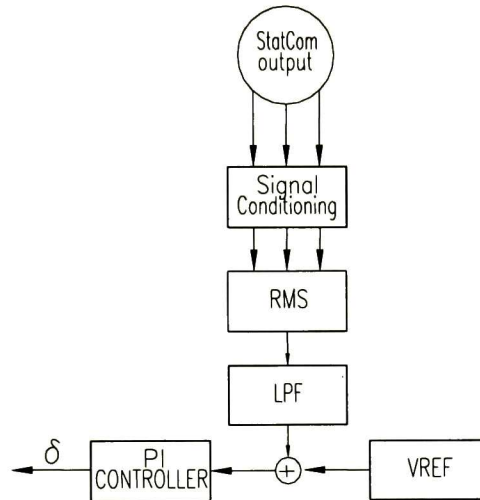 StatCom
output
Signal
Conditioning
RMS
LPF
δ
PI
CONTROLLER
+
VREF